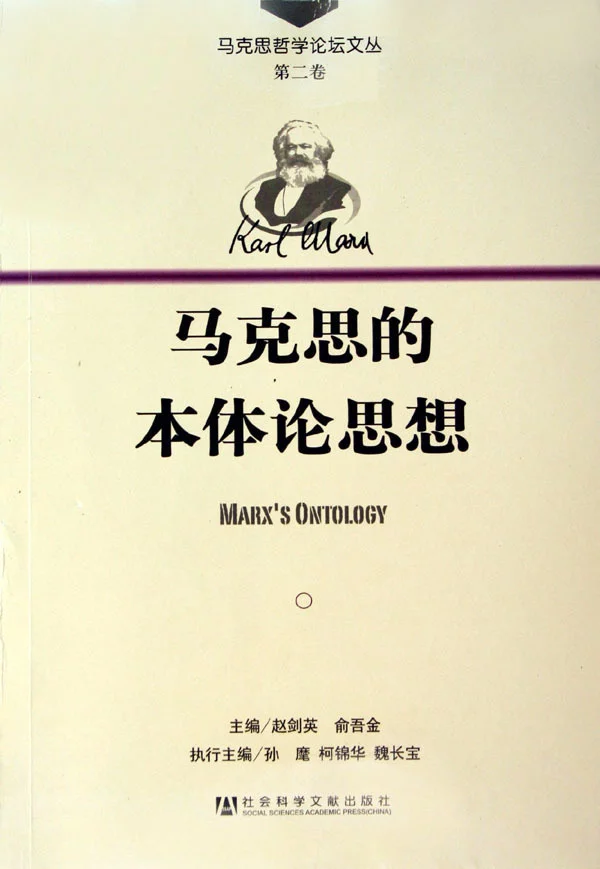 马克思哲学论坛文丛
第二卷
Karl Marx
马克思的
本体论思想
MARX'S ONTOLOGY
主编/赵剑英 俞吾金
执行主编/孙 麾 柯锦华 魏长宝
社会科学文献出版社
SOCIAL SCIENCES ACADEMIC PRESS(CHINA)